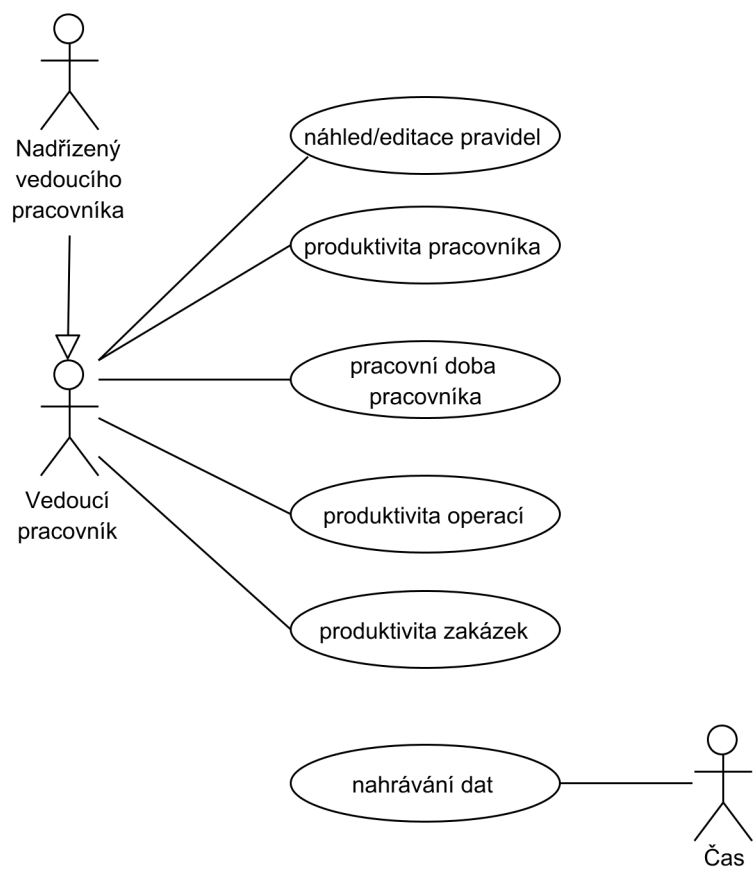 Nadřízený
vedoucího
pracovníka
náhled/editace pravidel
produktivita pracovníka
pracovní doba
pracovníka
Vedoucí
pracovník
produktivita operací
produktivita zakázek
nahrávání dat
Čas